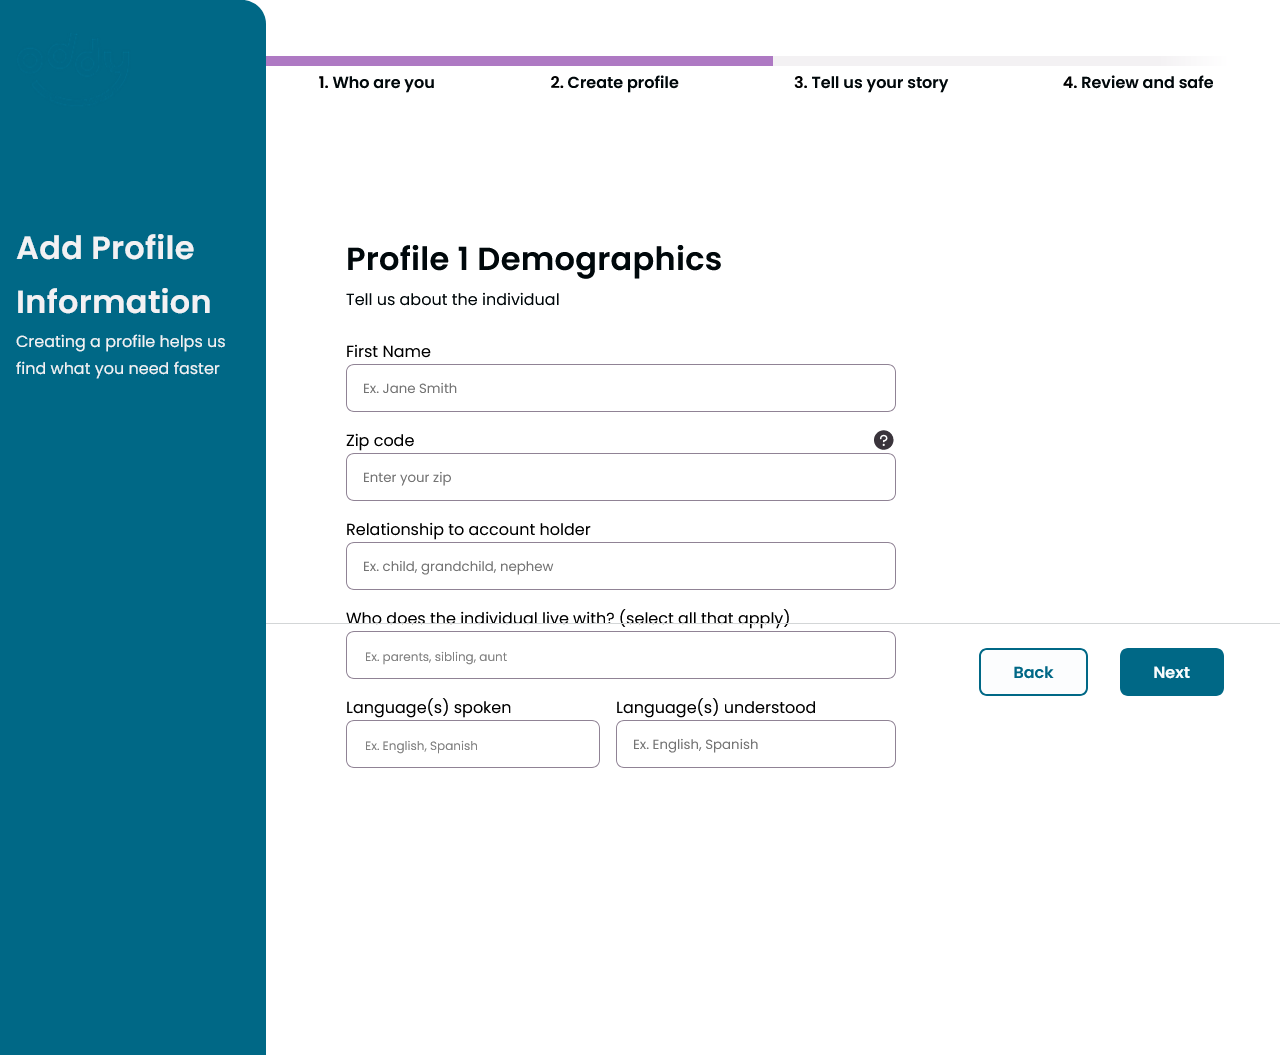 1. Who are you
2. Create profile
3. Tell us your story
4. Review and safe
Add Profile
Information
Creating a profile helps us
find what you need faster
Profile 1 Demographics
Tell us about the individual
First Name
Ex. Jane Smith
Zip code
?
Enter your zip
Relationship to account holder
Ex. child, grandchild, nephew
Who does the individual live with? (select all that apply)
Ex. parents, sibling, aunt
Back
Next
Language(s) spoken
Language(s) understood
Ex. English, Spanish
Ex. English, Spanish